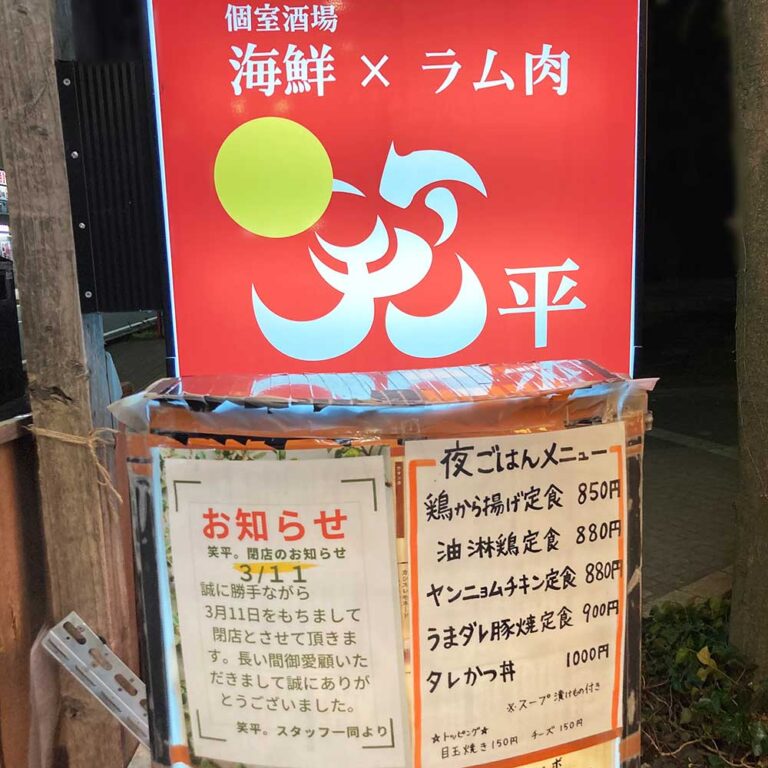 個室酒場
海鮮 × ラム肉
笑平
お知らせ
笑平。閉店のお知らせ
3/11
誠に勝手ながら
3月11日をもちまして
閉店とさせて頂きま
す。長い間御愛顧いた
だきまして誠にありが
とうございました。
笑平。スタッフ一同より
夜ごはんメニュー
鶏から揚げ定食 850円
油淋鶏定食 880円
ヤンニョムチキン定食 880円
うまダレ豚焼定食 900円
タレかつ丼 1000円
※スープ漬けもの付き
★トッピング★
目玉焼き150円 チーズ150円